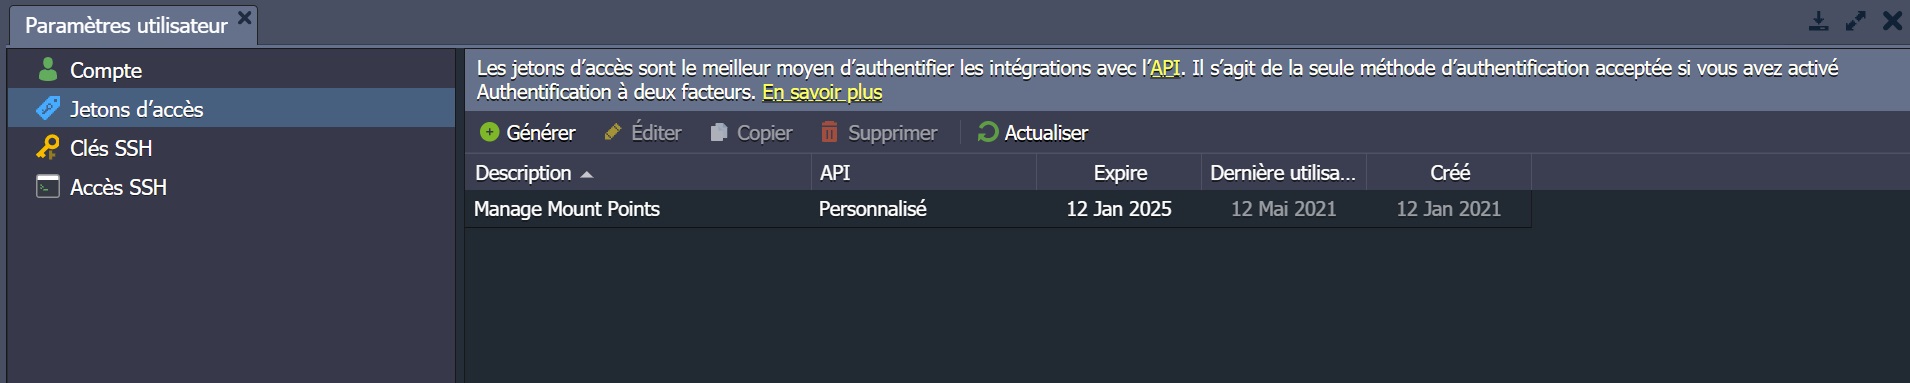 Paramètres utilisateur
Compte
Jetons d’accès
Clés SSH
Accès SSH
Les jetons d’accès sont le meilleur moyen d’authentifier les intégrations avec l’API. Il s’agit de la seule méthode d’authentification acceptée si vous avez activé
Authentification à deux facteurs. En savoir plus
Générer Éditer Copier Supprimer Actualiser
Description API Expire Dernière utilisa... Créé
Manage Mount Points Personnalisé 12 Jan 2025 12 Mai 2021 12 Jan 2021